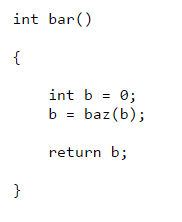 int bar()
{
    int b = 0;
    b = baz(b);
    return b;
}